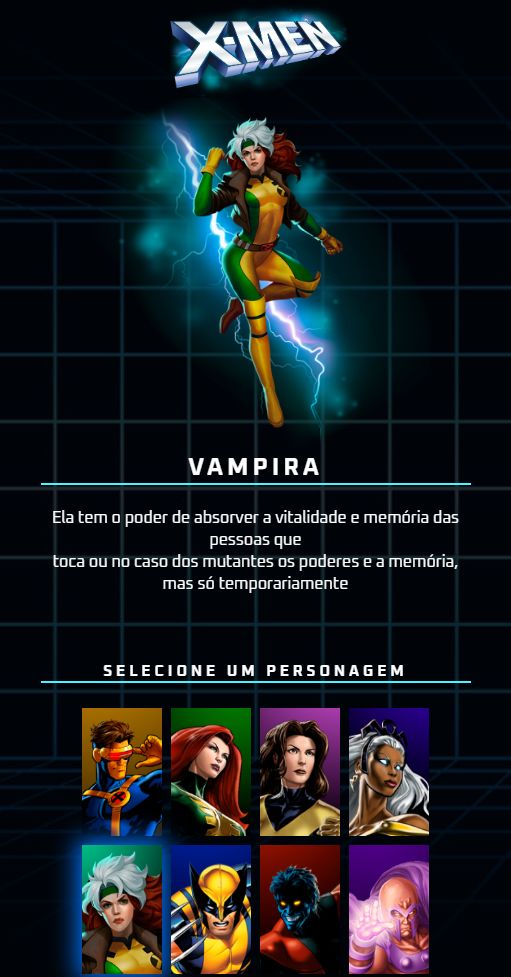 X-MEN
VAMPIRA
Ela tem o poder de absorver a vitalidade e memória das
pessoas que
toca ou no caso dos mutantes os poderes e a memória,
mas só temporariamente
SELECIONE UM PERSONAGEM